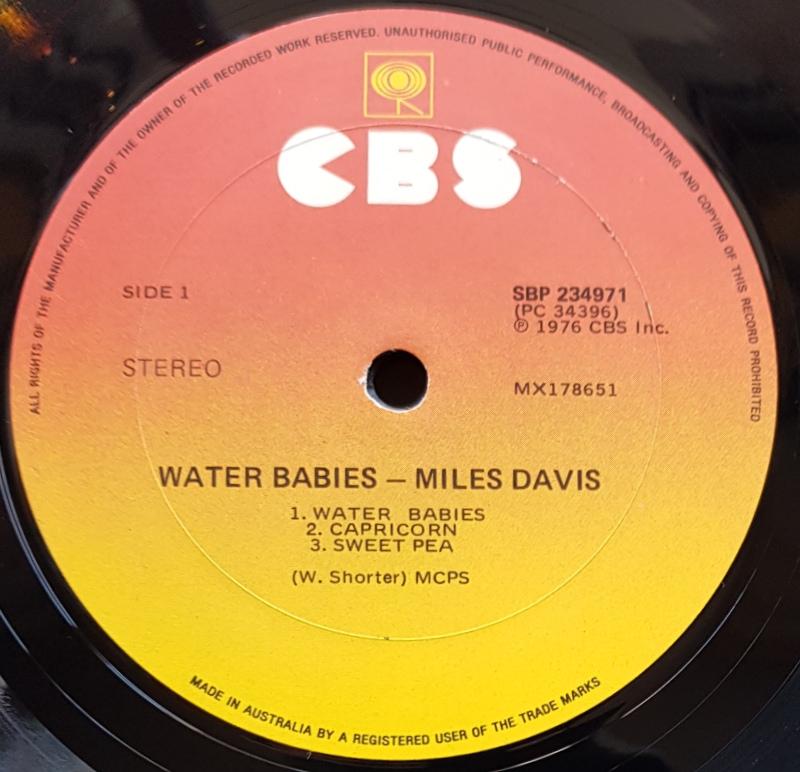 ALL RIGHTS OF THE MANUFACTURER AND OF THE OWNER OF THE RECORDED WORK RESERVED. UNAUTHORISED PUBLIC PERFORMANCE, BROADCASTING AND COPYING OF THIS RECORD PROHIBITED
CBS
SIDE 1
SBP 234971
(PC 34396)
℗ 1976 CBS Inc.
STEREO
MX178651
WATER BABIES – MILES DAVIS
1. WATER BABIES
2. CAPRICORN
3. SWEET PEA
(W. Shorter) MCPS
MADE IN AUSTRALIA BY A REGISTERED USER OF THE TRADE MARKS